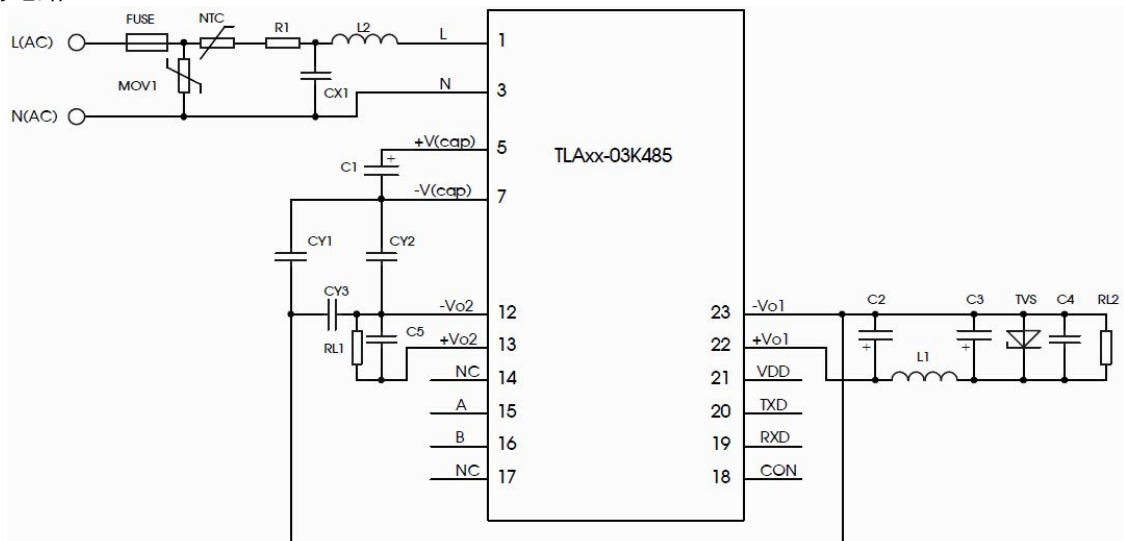 FUSE NTC R1 L2
L(AC) L 1
MOV1 CX1
N(AC) N 3
+V(cap) 5
TLAxx-03K485
C1 +
-V(cap) 7
CY1 CY2
CY3 -Vo2 12
23 -Vo1 C2 C3 TVS C4 RL2
RL1 C5 +Vo2 13
22 +Vo1 + L1 +
NC 14
21 VDD
A 15
20 TXD
B 16
19 RXD
NC 17
18 CON